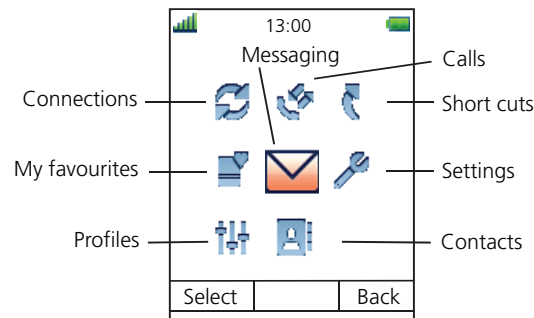 13:00
Messaging
Calls
Connections
Short cuts
My favourites
Settings
Profiles
Contacts
Select
Back